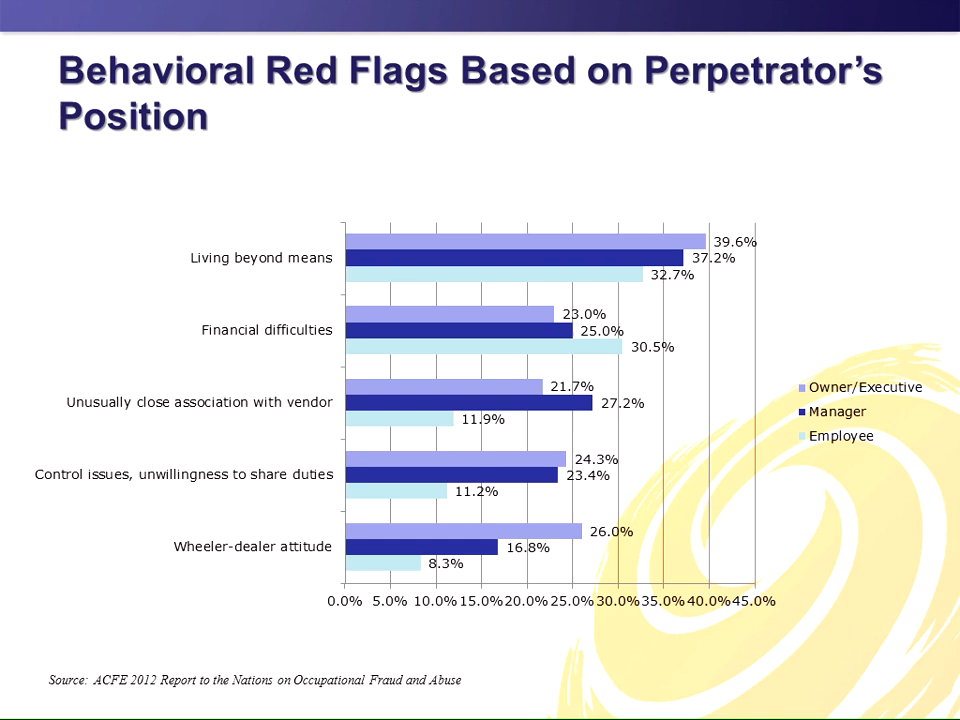 Behavioral Red Flags Based on Perpetrator’s
Position
Living beyond means
39.6%
37.2%
32.7%
Financial difficulties
23.0%
25.0%
30.5%
Unusually close association with vendor
21.7%
27.2%
11.9%
Control issues, unwillingness to share duties
24.3%
23.4%
11.2%
Wheeler-dealer attitude
26.0%
16.8%
8.3%
0.0% 5.0% 10.0% 15.0% 20.0% 25.0% 30.0% 35.0% 40.0% 45.0%
Owner/Executive
Manager
Employee
Source: ACFE 2012 Report to the Nations on Occupational Fraud and Abuse